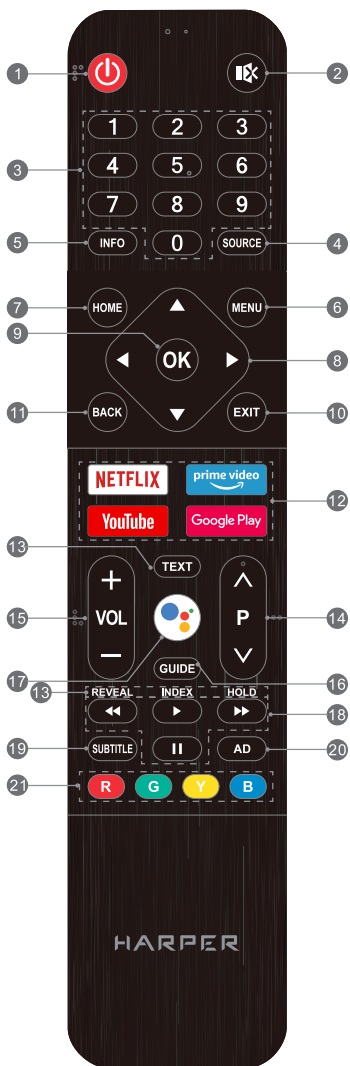 1 2
1 2 3
3 4 5 6
7 8 9
5 INFO 0 SOURCE 4
7 HOME MENU 6
9 OK 8
11 BACK EXIT 10
NETFLIX prime video
12
YouTube Google Play
13 TEXT
+
15 VOL P 14
−
17 GUIDE 16
13 REVEAL INDEX HOLD
18
19 SUBTITLE AD 20
21 R G Y B
HARPER